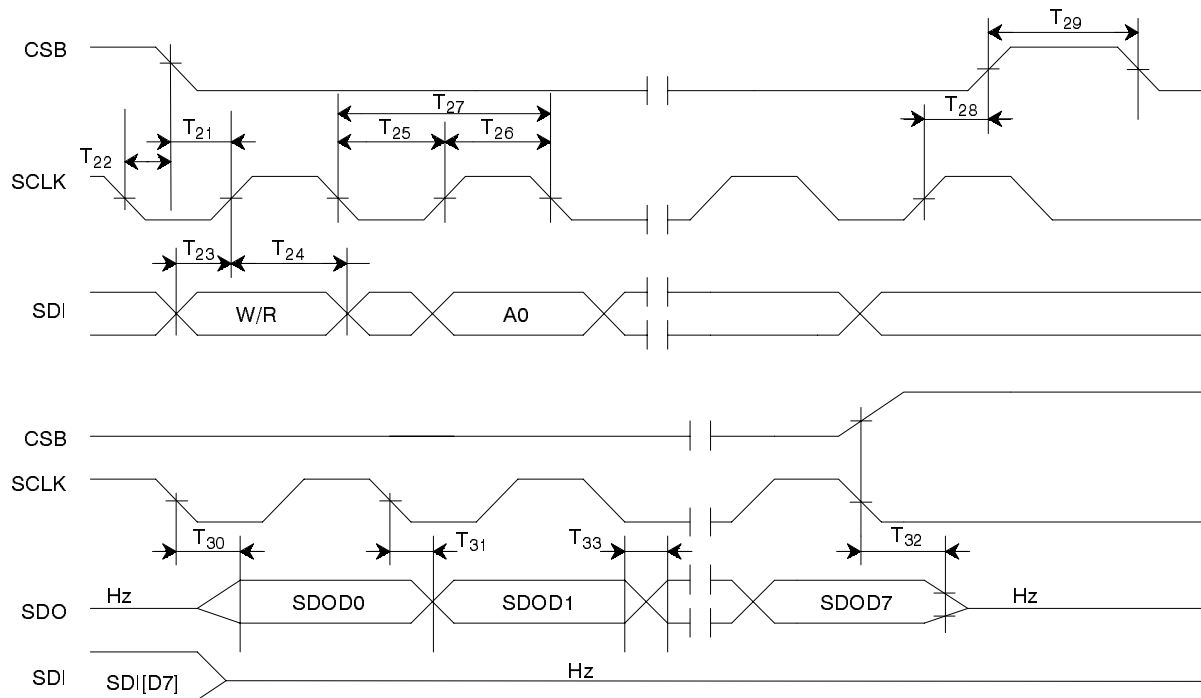 T29
CSB
T27
T28
T21
T25
T26
T22
SCLK
T23
T24
SDI
W/R
A0
CSB
SCLK
T30
T31
T33
T32
Hz
SDOD0
SDOD1
SDOD7
Hz
SDO
Hz
SDI
SDI[D7]